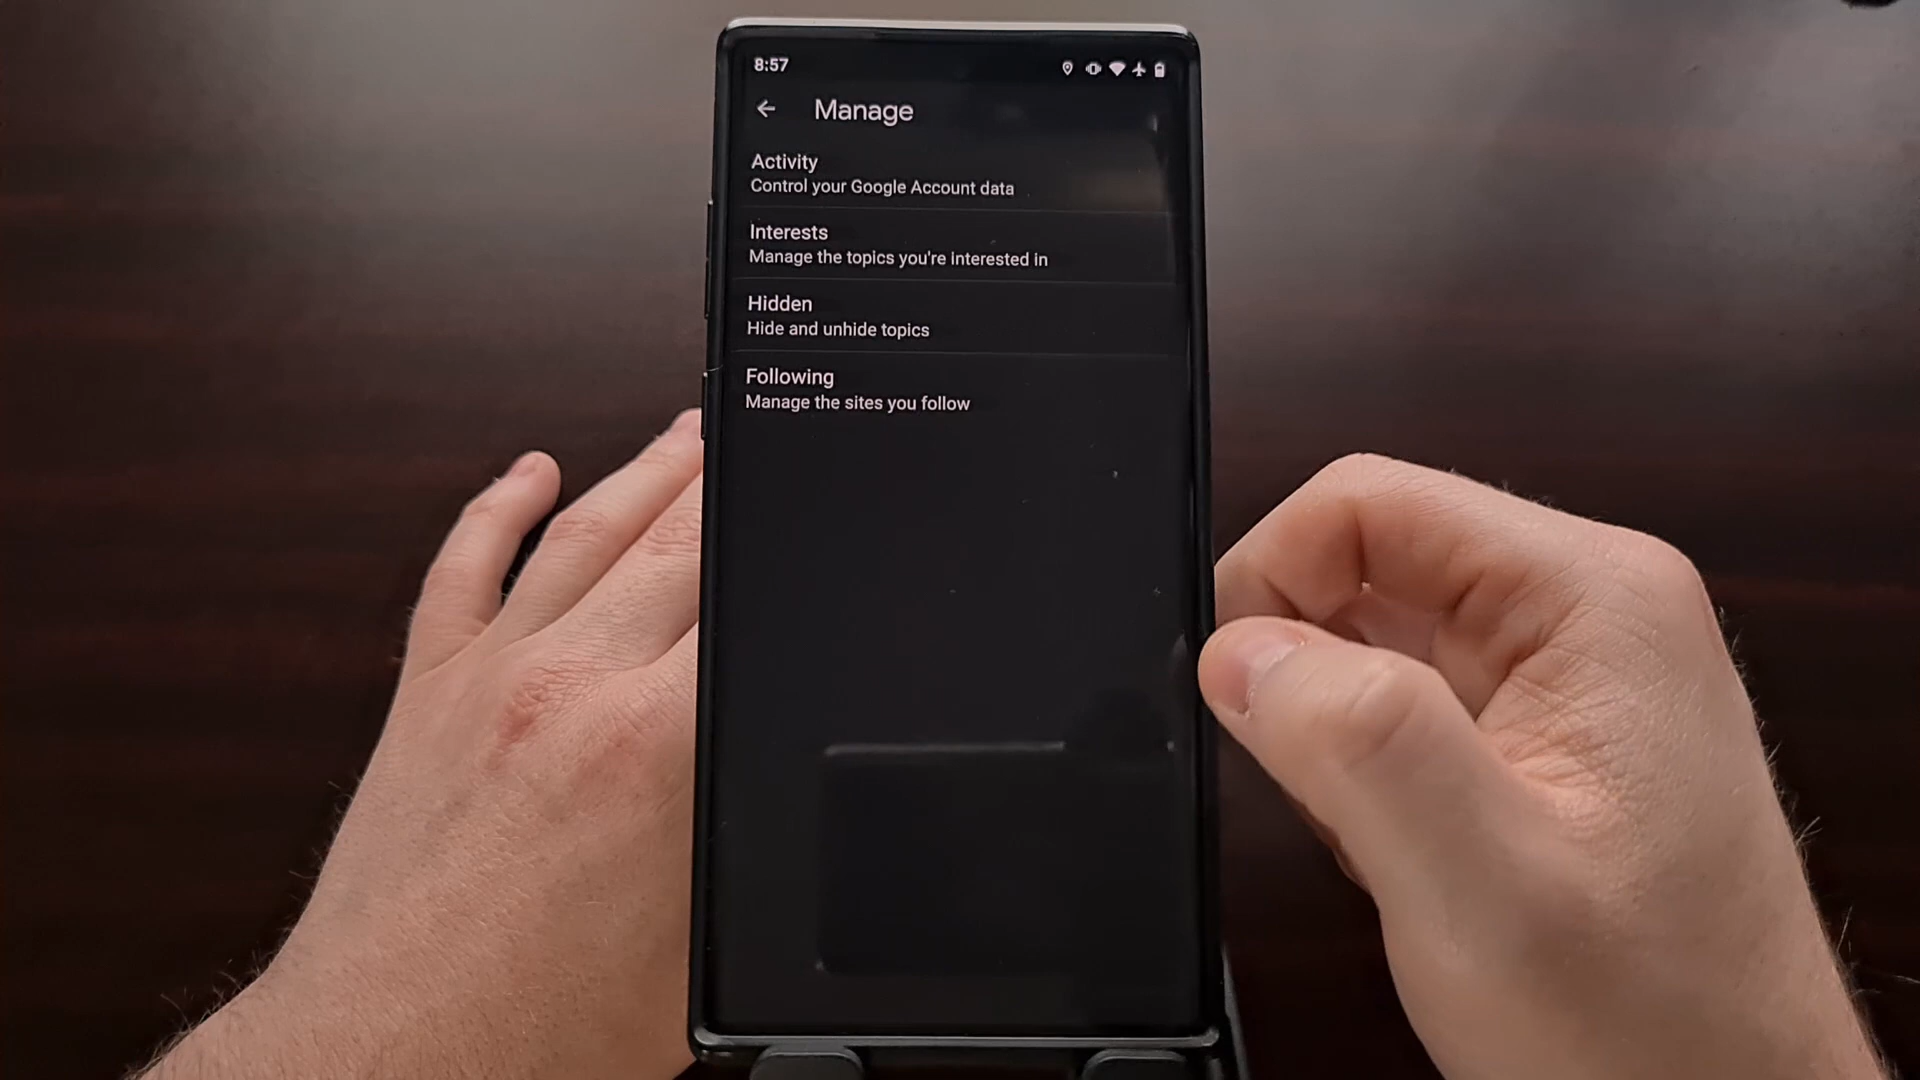 8:57
Manage
Activity
Control your Google Account data
Interests
Manage the topics you're interested in
Hidden
Hide and unhide topics
Following
Manage the sites you follow